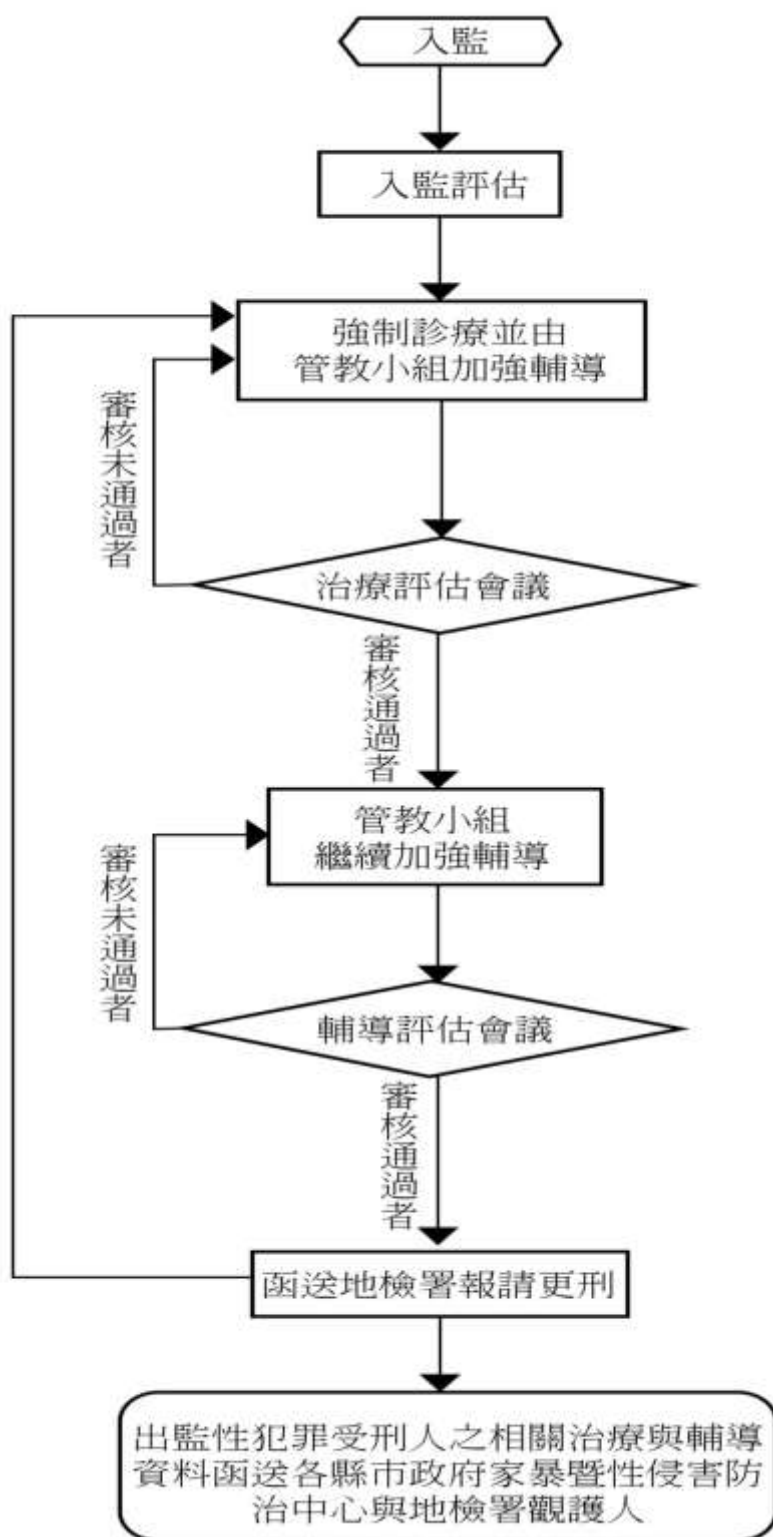 入監
入監評估
強制診療並由
管教小組加強輔導
審核未通過者
治療評估會議
審核通過者
管教小組
繼續加強輔導
審核未通過者
輔導評估會議
審核通過者
函送地檢署報請更刑
出監性犯罪受刑人之相關治療與輔導
資料函送各縣市政府家暴暨性侵害防
治中心與地檢署觀護人